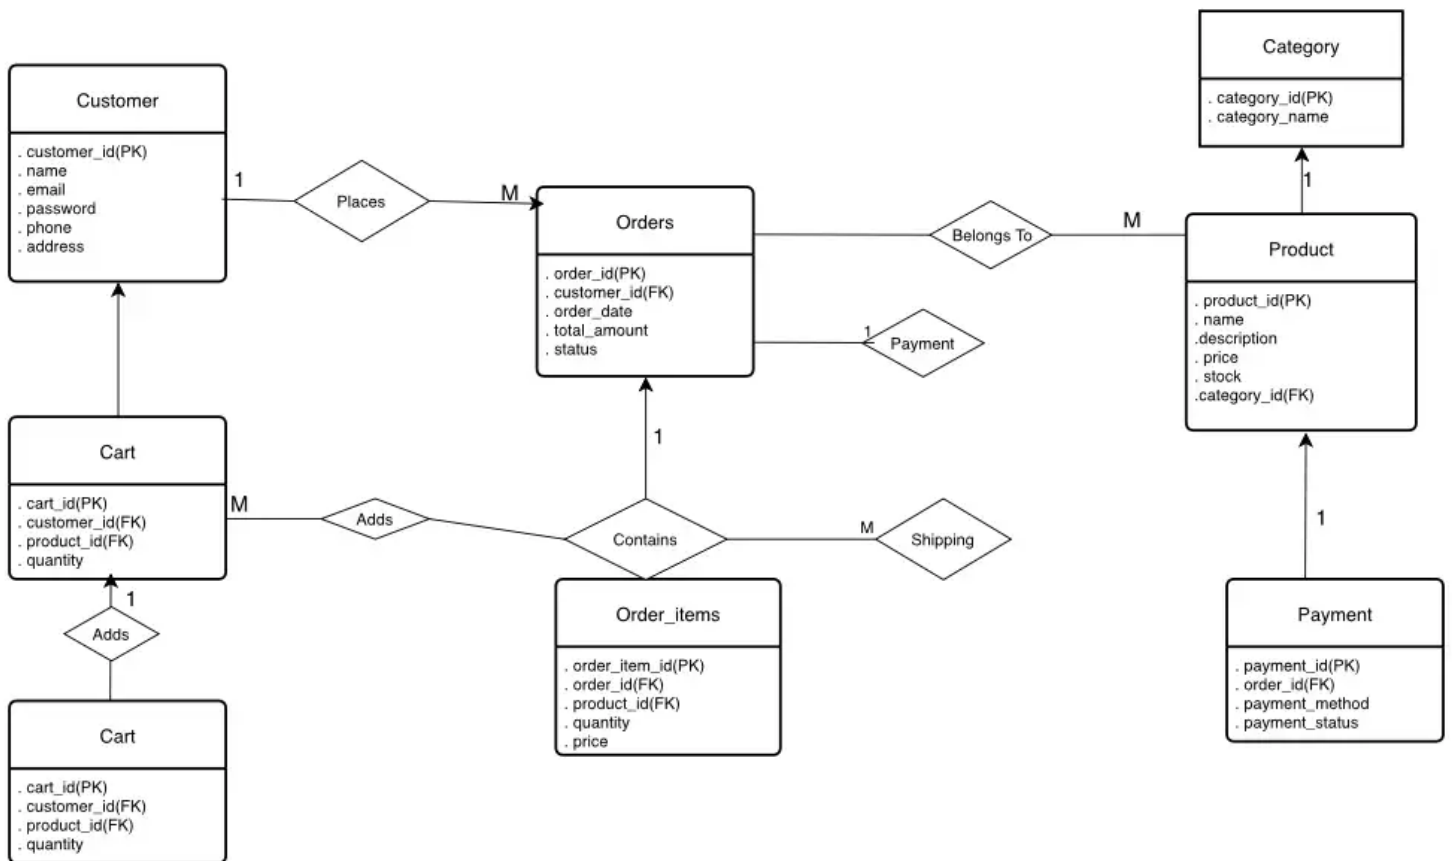 Category
. category_id(PK)
. category_name
Customer
. customer_id(PK)
. name
. email
. password
. phone
. address
1
Places
M
Orders
. order_id(PK)
. customer_id(FK)
. order_date
. total_amount
. status
Belongs To
M
1
Product
. product_id(PK)
. name
.description
. price
. stock
.category_id(FK)
1
Payment
Cart
. cart_id(PK)
. customer_id(FK)
. product_id(FK)
. quantity
M
Adds
1
Contains
M
Shipping
1
1
Adds
Order_items
. order_item_id(PK)
. order_id(FK)
. product_id(FK)
. quantity
. price
Payment
. payment_id(PK)
. order_id(FK)
. payment_method
. payment_status
Cart
. cart_id(PK)
. customer_id(FK)
. product_id(FK)
. quantity